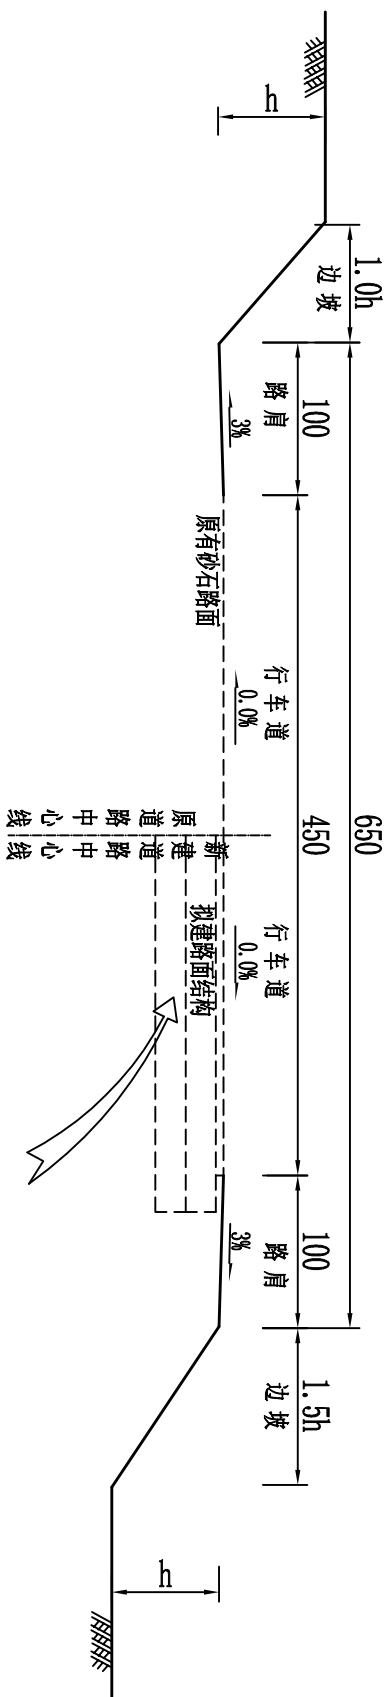 650
1.0h
边坡
100
路肩
450
行车道
行车道
100
路肩
1.5h
边坡
h
3%
0.0%
0.0%
3%
原有砂石路面
拟建路面结构
原道路中心线
新建道路中心线
h